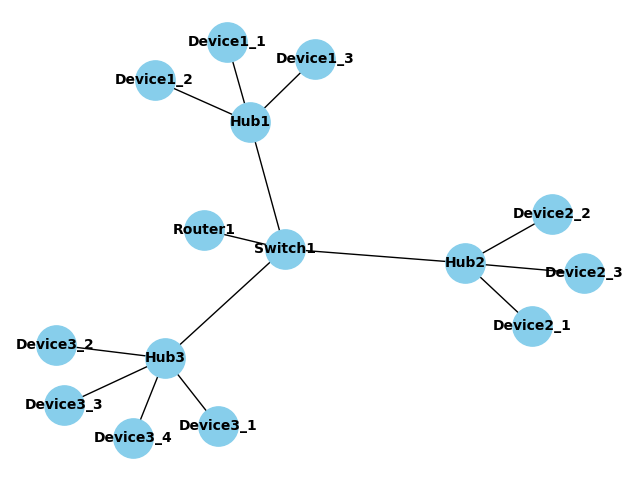 Device1_1
Device1_3
Device1_2
Hub1
Device2_2
Router1
Switch1
Hub2
Device2_3
Device2_1
Device3_2
Hub3
Device3_3
Device3_1
Device3_4